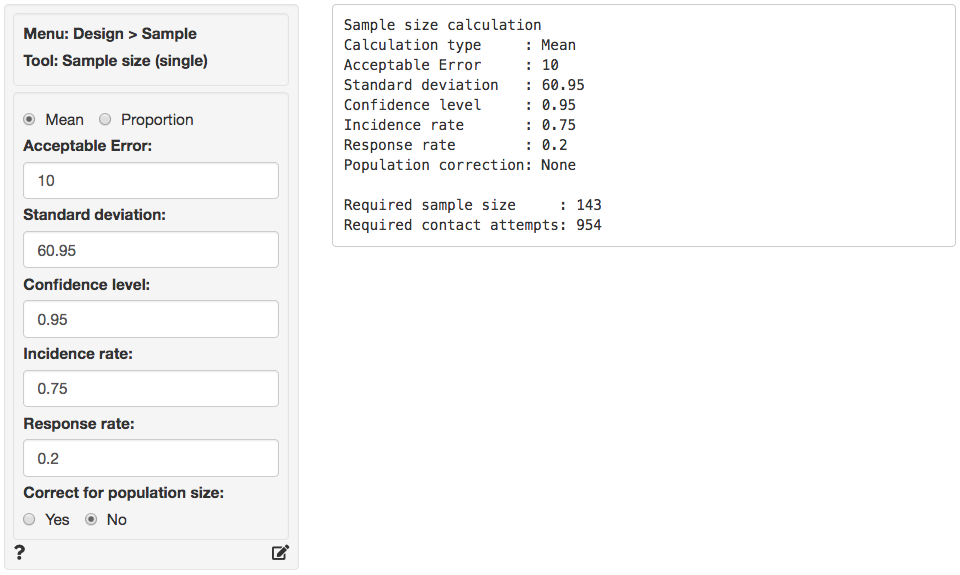 Menu: Design > Sample
Tool: Sample size (single)
Mean Proportion
Acceptable Error:
10
Standard deviation:
60.95
Confidence level:
0.95
Incidence rate:
0.75
Response rate:
0.2
Correct for population size:
Yes No
?
Sample size calculation
Calculation type : Mean
Acceptable Error : 10
Standard deviation : 60.95
Confidence level : 0.95
Incidence rate : 0.75
Response rate : 0.2
Population correction: None
Required sample size : 143
Required contact attempts: 954